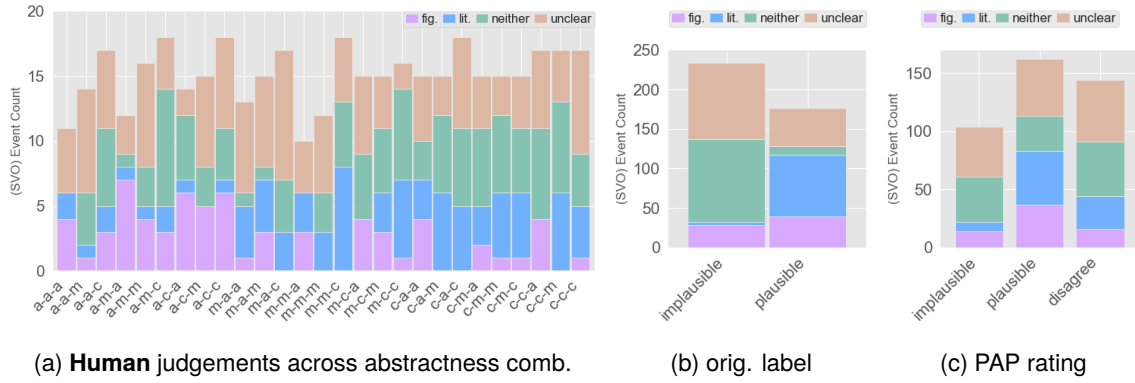 fig. lit. neither unclear
20
15
10
5
0
(SVO) Event Count
a-a-a a-a-m a-a-c a-m-a a-m-m a-m-c a-c-a a-c-m a-c-c m-a-a m-a-m m-a-c m-m-a m-m-m m-m-c m-c-a m-c-m m-c-c c-a-a c-a-m c-a-c c-m-a c-m-m c-m-c c-c-a c-c-m c-c-c
(a) Human judgements across abstractness comb.
fig. lit. neither unclear
250
200
150
100
50
0
(SVO) Event Count
implausible plausible
(b) orig. label
fig. lit. neither unclear
150
100
50
0
(SVO) Event Count
implausible plausible disagree
(c) PAP rating